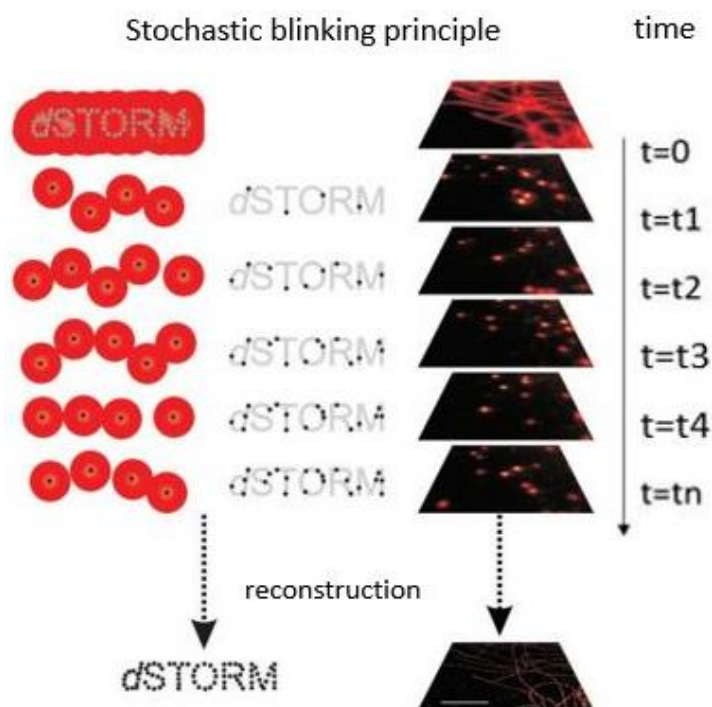 Stochastic blinking principle time
dSTORM
t=0
dSTORM
t=t1
dSTORM
t=t2
dSTORM
t=t3
dSTORM
t=t4
dSTORM
t=tn
reconstruction
dSTORM